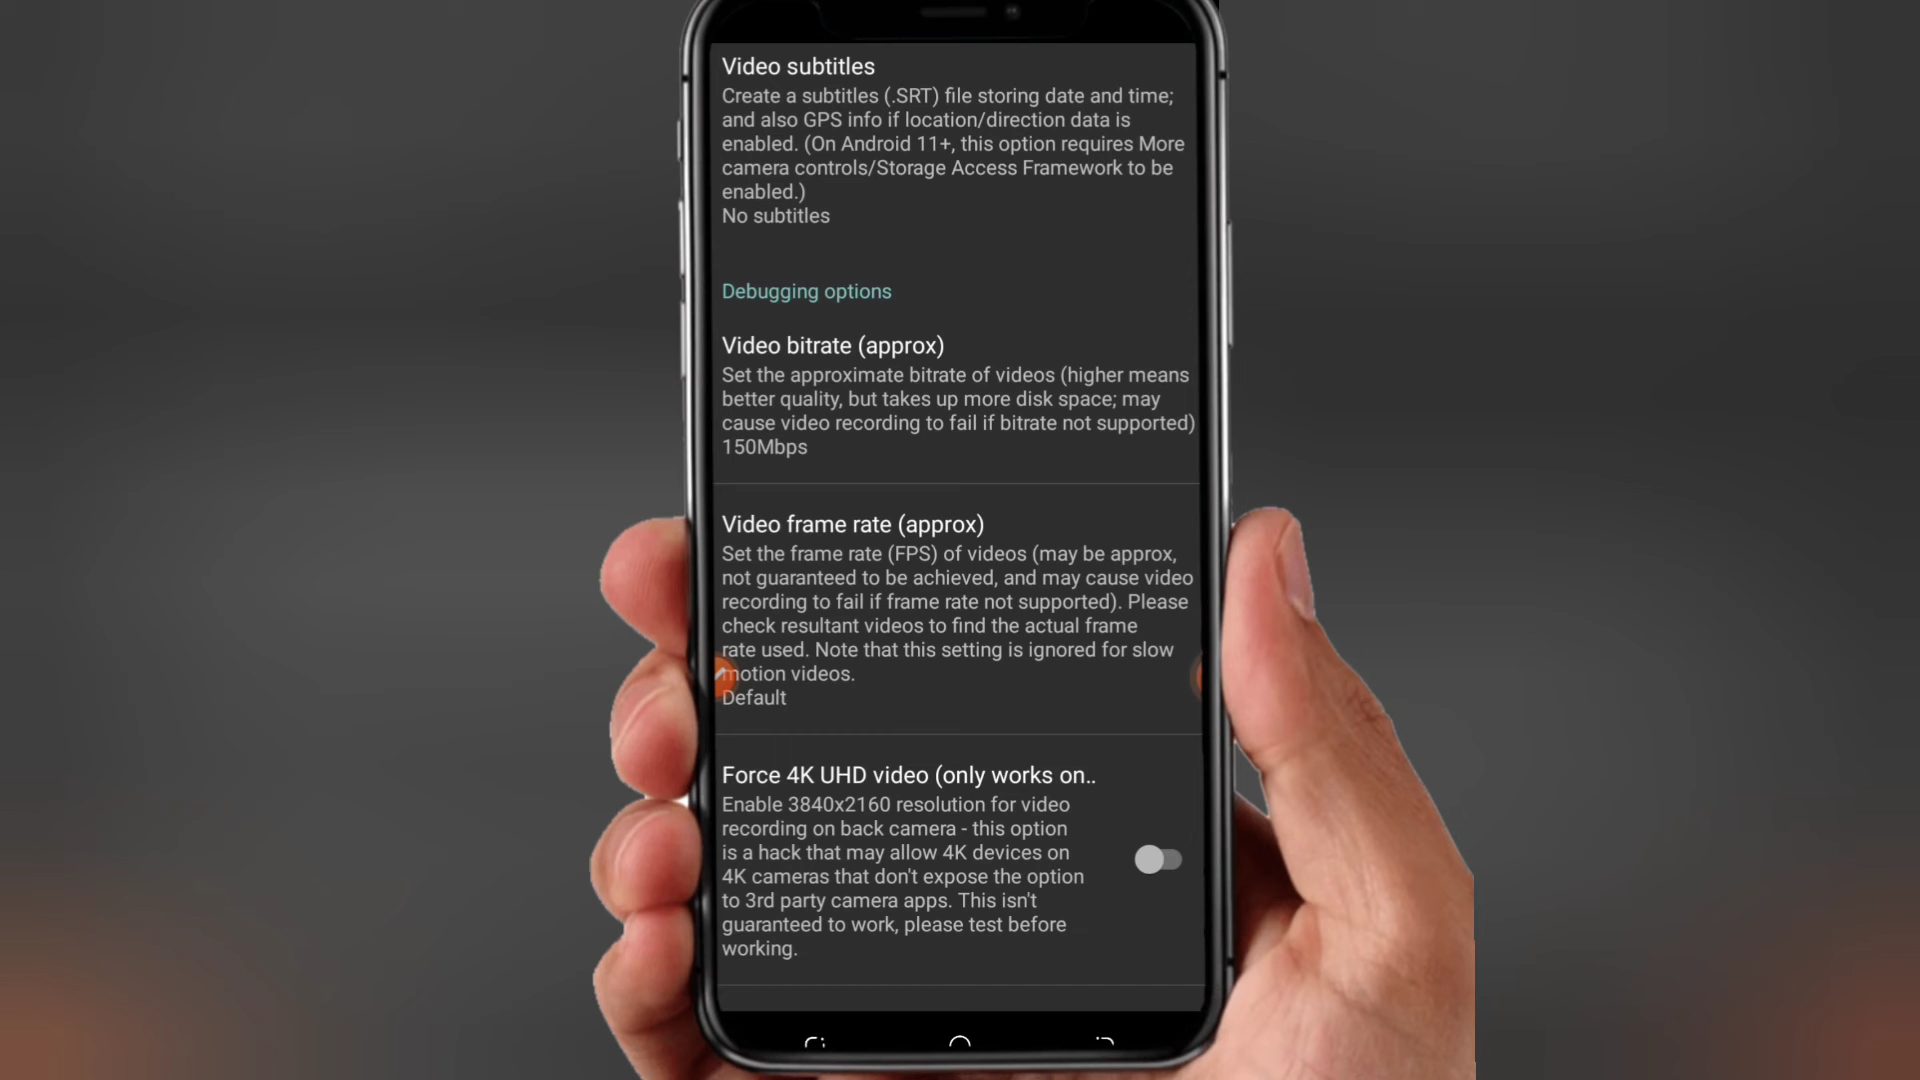 Video subtitles
Create a subtitles (.SRT) file storing date and time;
and also GPS info if location/direction data is
enabled. (On Android 11+, this option requires More
camera controls/Storage Access Framework to be
enabled.)
No subtitles
Debugging options
Video bitrate (approx)
Set the approximate bitrate of videos (higher means
better quality, but takes up more disk space; may
cause video recording to fail if bitrate not supported)
150Mbps
Video frame rate (approx)
Set the frame rate (FPS) of videos (may be approx,
not guaranteed to be achieved, and may cause video
recording to fail if frame rate not supported). Please
check resultant videos to find the actual frame
rate used. Note that this setting is ignored for slow
motion videos.
Default
Force 4K UHD video (only works on..
Enable 3840x2160 resolution for video
recording on back camera - this option
is a hack that may allow 4K devices on
4K cameras that don't expose the option
to 3rd party camera apps. This isn't
guaranteed to work, please test before
working.